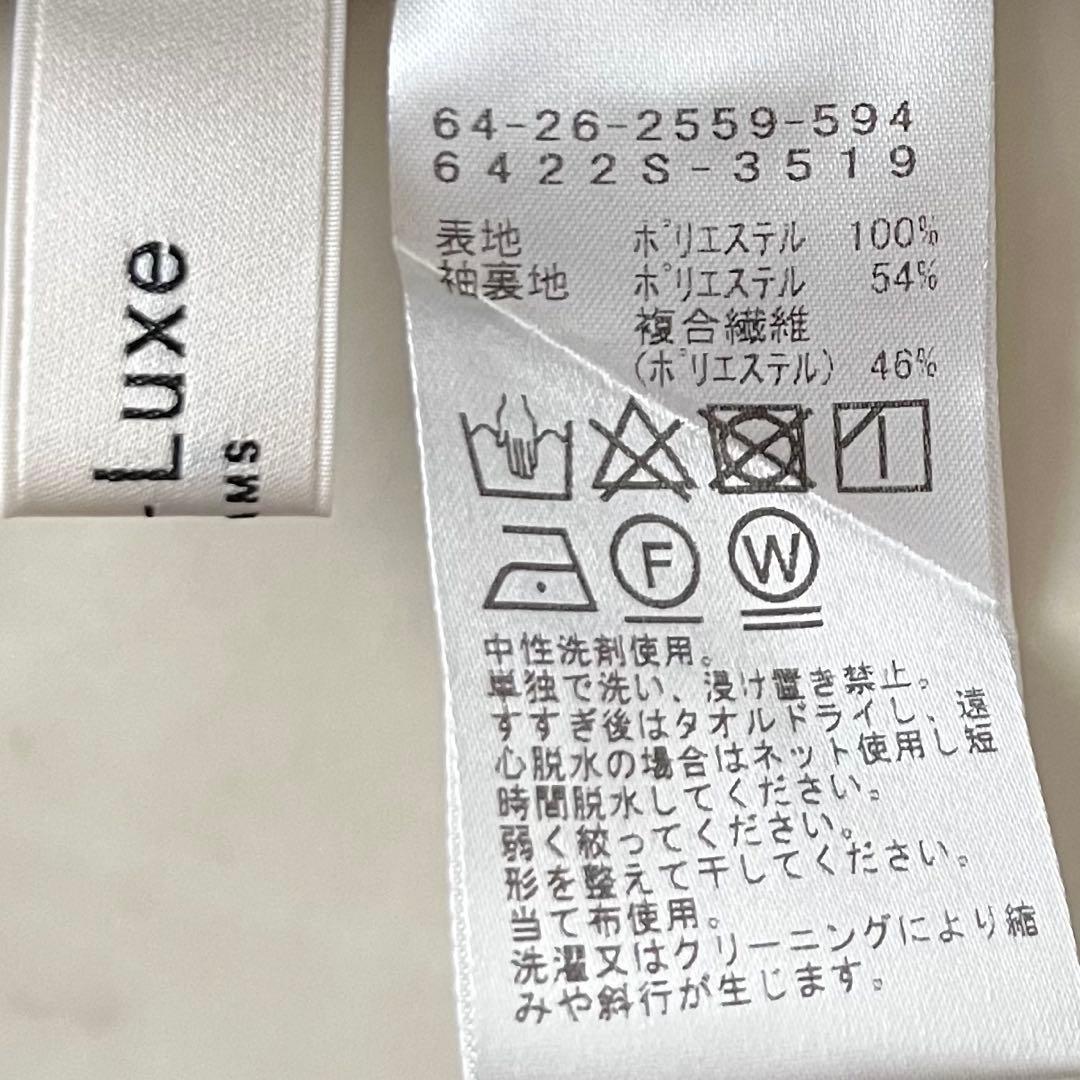 Luxe
64-26-2559-594
6422S-3519
表地 ポリエステル 100%
袖裏地 ポリエステル 54%
複合繊維
(ポリエステル) 46%
F W
中性洗剤使用。
単独で洗い、浸け置き禁止。
すすぎ後はタオルドライし、遠
心脱水の場合はネット使用し短
時間脱水してください。
弱く絞ってください。
形を整えて干してください。
当て布使用。
洗濯又はクリーニングにより縮
みや斜行が生じます。